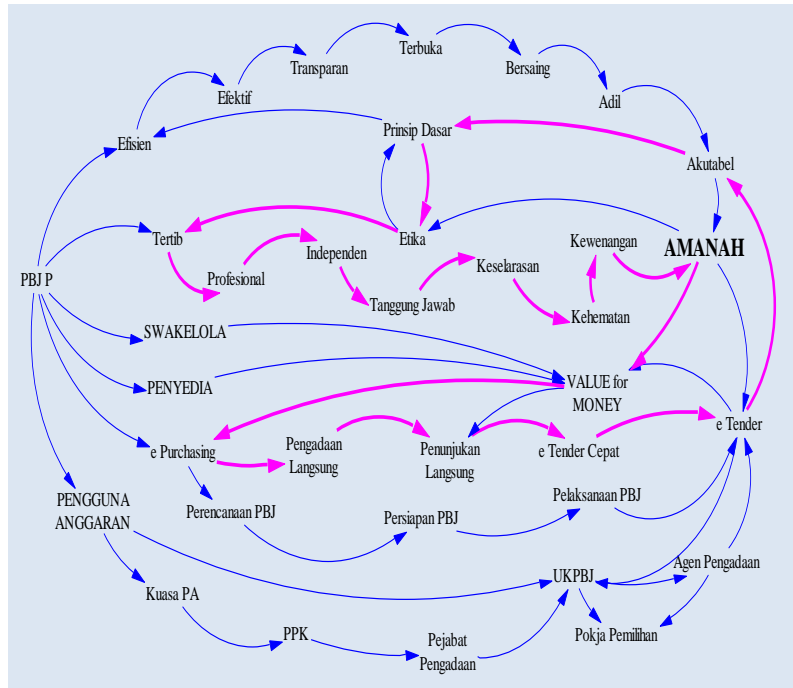 Terbuka
Transparan
Bersaing
Efektif
Adil
Prinsip Dasar
Efisien
Akutabel
Tertib
Etika
Independen
Kewenangan
AMANAH
Profesional
Keselarasan
PBJ P
Tanggung Jawab
Kehematan
SWAKELOLA
PENYEDIA
VALUE for
MONEY
e Purchasing
Pengadaan
Langsung
Penunjukan
Langsung
e Tender Cepat
e Tender
PENGGUNA
ANGGARAN
Perencanaan PBJ
Persiapan PBJ
Pelaksanaan PBJ
UKPBJ
Agen Pengadaan
Kuasa PA
PPK
Pejabat
Pengadaan
Pokja Pemilihan